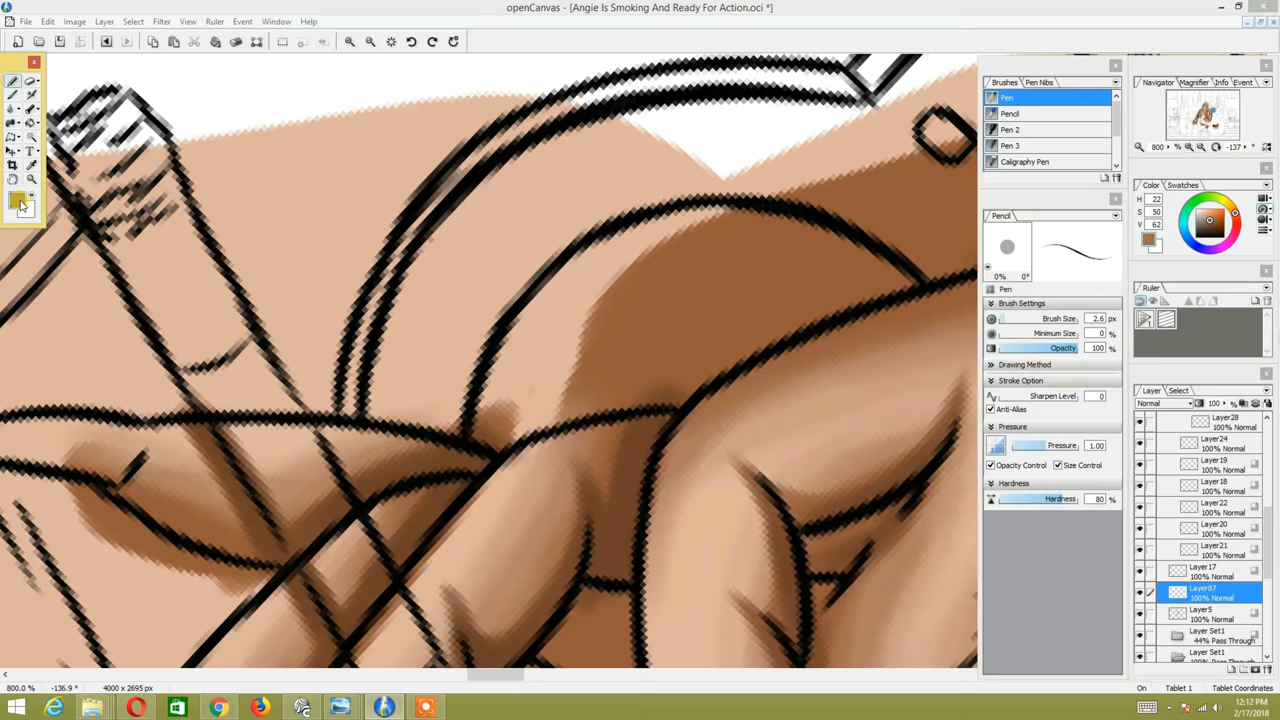 openCanvas - [Angie Is Smoking And Ready For Action.oci *]
File Edit Image Layer Select Filter View Ruler Event Window Help
Brushes Pen Nibs
Pen
Pencil
Pen 2
Pen 3
Caligraphy Pen
Pencil
0% 0°
Pen
Brush Settings
Brush Size 2.6 px
Minimum Size 0 %
Opacity 100 %
Drawing Method
Stroke Option
Sharpen Level 0
Anti-Alias
Pressure
1.00 Pressure 1.00
Opacity Control Size Control
Hardness
Hardness 80 %
Navigator Magnifier Info Event
800 % -137 °
Color Swatches
H 22
S 50
V 62
Ruler
Layer Select
Normal 100 %
Layer28
100% Normal
Layer24
100% Normal
Layer19
100% Normal
Layer18
100% Normal
Layer22
100% Normal
Layer20
100% Normal
Layer21
100% Normal
Layer17
100% Normal
Layer87
100% Normal
Layer5
100% Normal
Layer Set1
44% Pass Through
Layer Set1
100% Pass Through
800.0 % -136.9 ° 4000 x 2695 px
On Tablet 1 Tablet Coordinates
12:12 PM
2/17/2018